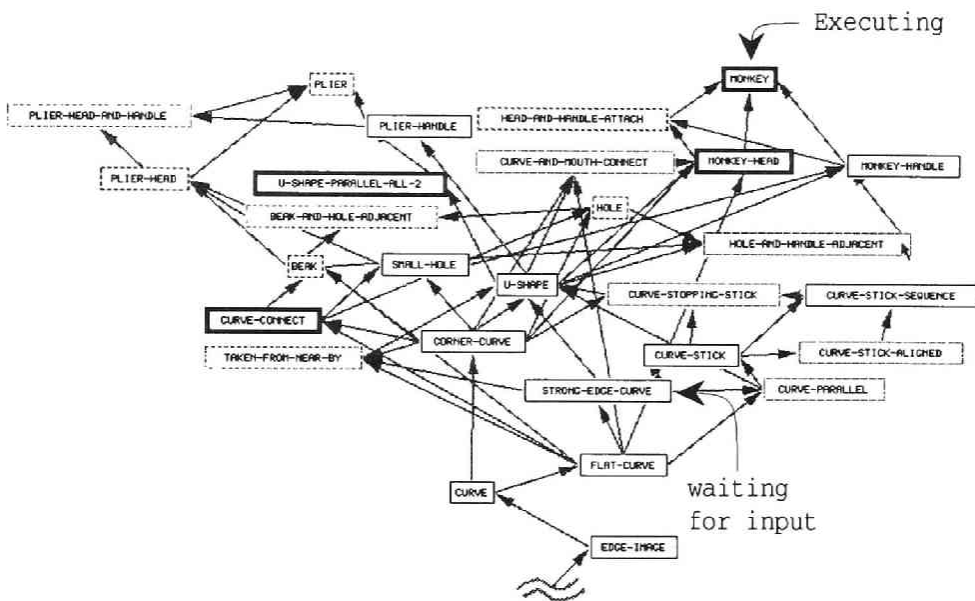 Executing
MONKEY
PLIER
PLIER-HEAD-AND-HANDLE
HEAD-AND-HANDLE-ATTACH
PLIER-HANDLE
CURVE-AND-MOUTH-CONNECT
MONKEY-HEAD
MONKEY-HANDLE
PLIER-HEAD
U-SHAPE-PARALLEL-ALL-2
HOLE
BEAK-AND-HOLE-ADJACENT
HOLE-AND-HANDLE-ADJACENT
BEAK
SMALL-HOLE
U-SHAPE
CURVE-STOPPING-STICK
CURVE-STICK-SEQUENCE
CURVE-CONNECT
CORNER-CURVE
TAKEN-FROM-NEAR-BY
CURVE-STICK
CURVE-STICK-ALIGNED
STRONG-EDGE-CURVE
CURVE-PARALLEL
FLAT-CURVE
CURVE
waiting
for input
EDGE-IMAGE